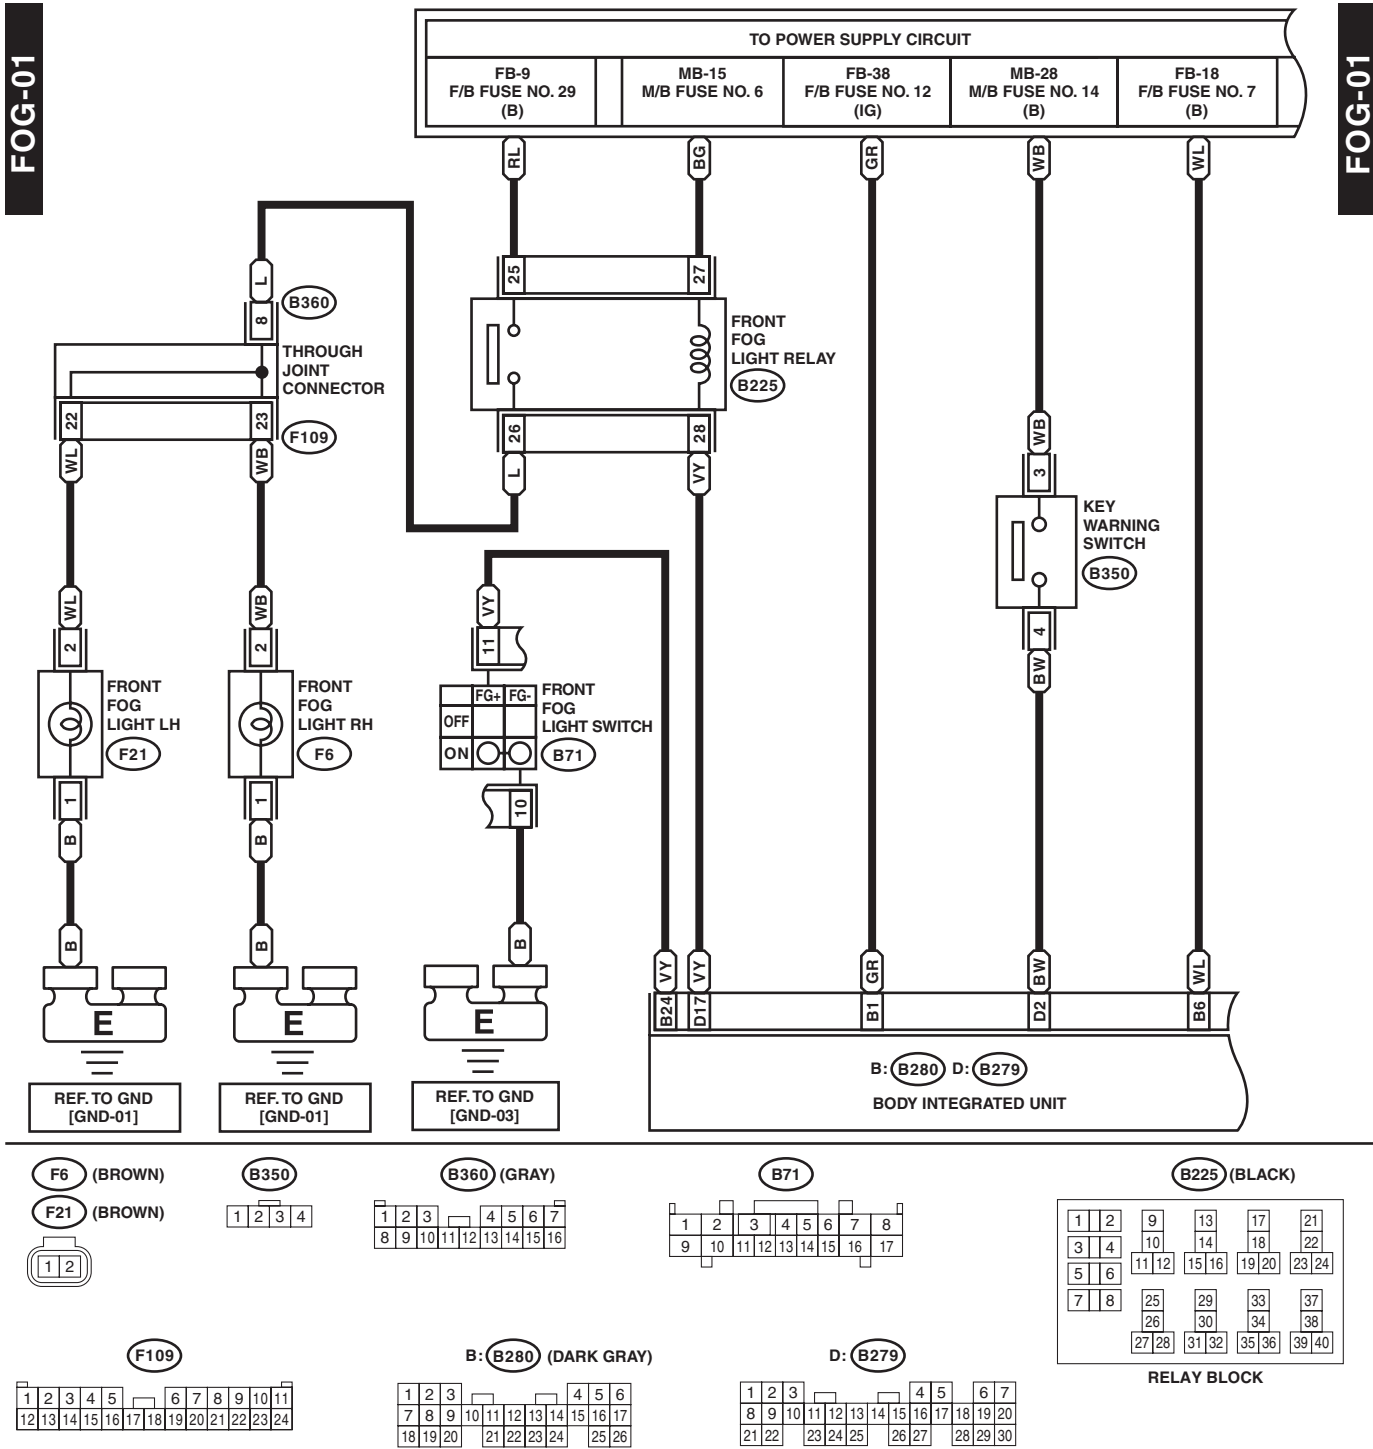 FOG-01
FOG-01
TO POWER SUPPLY CIRCUIT
FB-9
F/B FUSE NO. 29
(B)
MB-15
M/B FUSE NO. 6
FB-38
F/B FUSE NO. 12
(IG)
MB-28
M/B FUSE NO. 14
(B)
FB-18
F/B FUSE NO. 7
(B)
RL
BG
GR
WB
WL
L
B360
8
THROUGH
JOINT
CONNECTOR
22
23
F109
WL
WB
25
27
FRONT
FOG
LIGHT RELAY
B225
26
28
L
VY
WB
3
KEY
WARNING
SWITCH
B350
4
BW
WL
2
FRONT
FOG
LIGHT LH
F21
1
B
B
WB
2
FRONT
FOG
LIGHT RH
F6
1
B
B
VY
11
FG+ FG-
OFF
ON
FRONT
FOG
LIGHT SWITCH
B71
10
B
E
E
E
REF. TO GND
[GND-01]
REF. TO GND
[GND-01]
REF. TO GND
[GND-03]
VY
VY
GR
BW
WL
B24
D17
B1
D2
B6
B: B280 D: B279
BODY INTEGRATED UNIT
F6 (BROWN)
F21 (BROWN)
1 2
B350
1 2 3 4
B360 (GRAY)
1 2 3 4 5 6 7
8 9 10 11 12 13 14 15 16
B71
1 2 3 4 5 6 7 8
9 10 11 12 13 14 15 16 17
B225 (BLACK)
1 2
3 4
5 6
7 8
9
10
11 12
13
14
15 16
17
18
19 20
21
22
23 24
25
26
27 28
29
30
31 32
33
34
35 36
37
38
39 40
RELAY BLOCK
F109
1 2 3 4 5 6 7 8 9 10 11
12 13 14 15 16 17 18 19 20 21 22 23 24
B: B280 (DARK GRAY)
1 2 3 4 5 6
7 8 9 10 11 12 13 14 15 16 17
18 19 20 21 22 23 24 25 26
D: B279
1 2 3 4 5 6 7
8 9 10 11 12 13 14 15 16 17 18 19 20
21 22 23 24 25 26 27 28 29 30